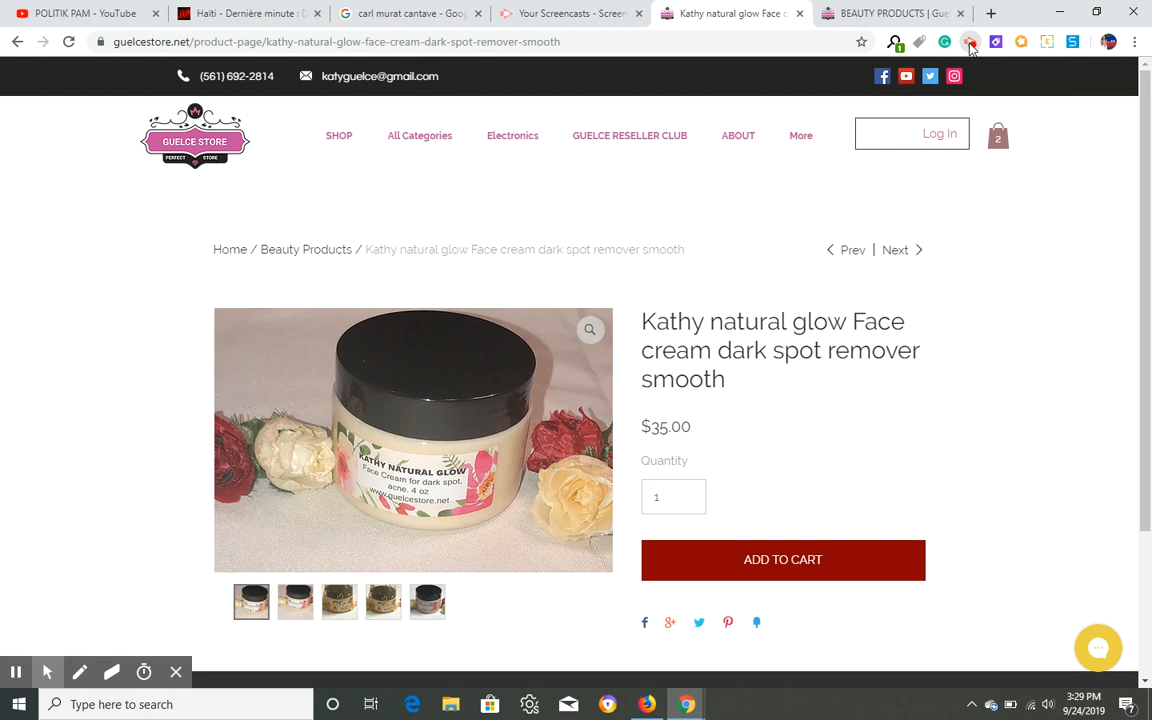 POLITIK PAM - YouTube
Haïti - Dernière minute : D
carl murat cantave - Goog
Your Screencasts - Screen
Kathy natural glow Face c
BEAUTY PRODUCTS | Gue
guelcestore.net/product-page/kathy-natural-glow-face-cream-dark-spot-remover-smooth
(561) 692-2814
katyguelce@gmail.com
GUELCE STORE
PERFECT STORE
SHOP
All Categories
Electronics
GUELCE RESELLER CLUB
ABOUT
More
Log In
2
Home / Beauty Products / Kathy natural glow Face cream dark spot remover smooth
Prev | Next
Kathy natural glow Face
cream dark spot remover
smooth
$35.00
Quantity
1
ADD TO CART
KATHY NATURAL GLOW
Face Cream for dark spot,
acne. 4 oz
www.guelcestore.net
Type here to search
3:29 PM
9/24/2019
7